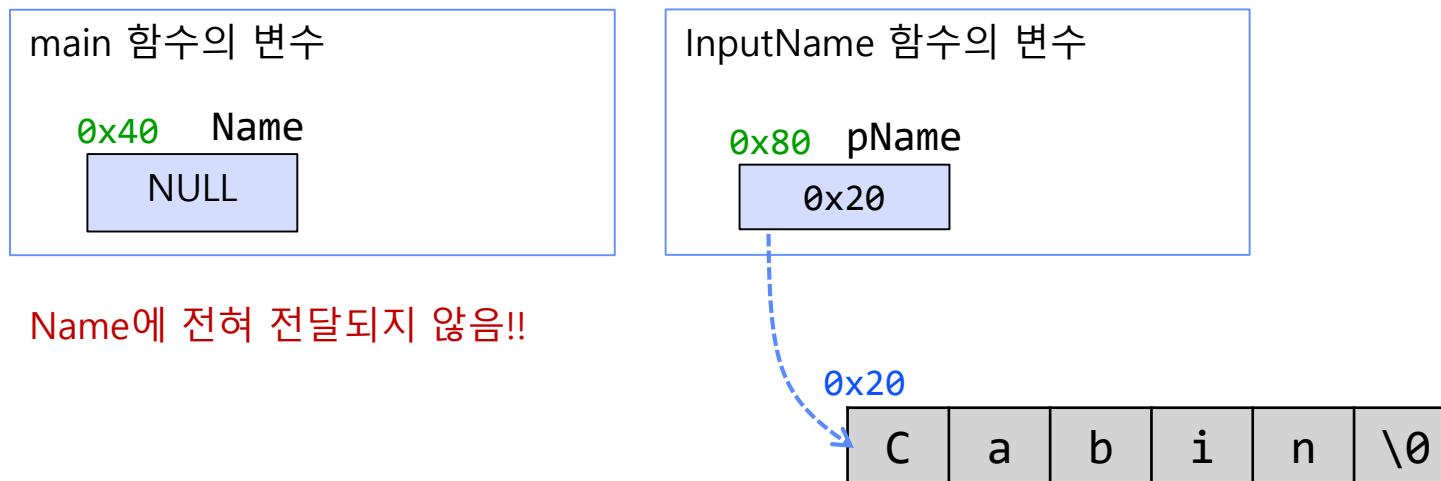 main 함수의 변수
0x40 Name
NULL
Name에 전혀 전달되지 않음!!
InputName 함수의 변수
0x80 pName
0x20
0x20
C a b i n \0